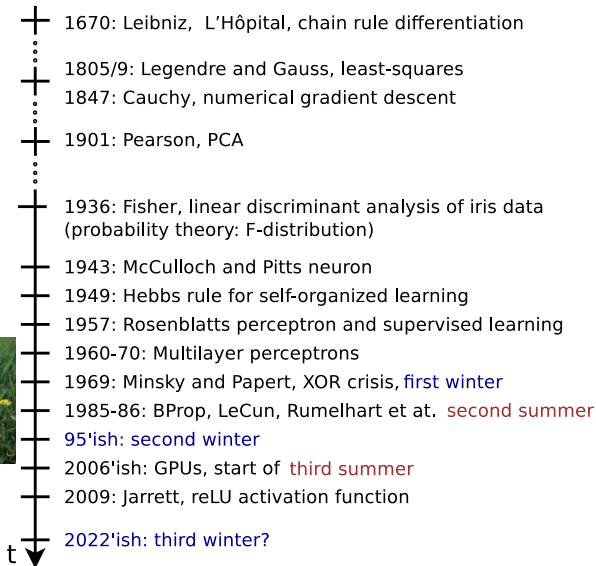 1670: Leibniz, L'Hôpital, chain rule differentiation
1805/9: Legendre and Gauss, least-squares
1847: Cauchy, numerical gradient descent
1901: Pearson, PCA
1936: Fisher, linear discriminant analysis of iris data
(probability theory: F-distribution)
1943: McCulloch and Pitts neuron
1949: Hebbs rule for self-organized learning
1957: Rosenblatts perceptron and supervised learning
1960-70: Multilayer perceptrons
1969: Minsky and Papert, XOR crisis, first winter
1985-86: BProp, LeCun, Rumelhart et at. second summer
95'ish: second winter
2006'ish: GPUs, start of third summer
2009: Jarrett, reLU activation function
2022'ish: third winter?
t